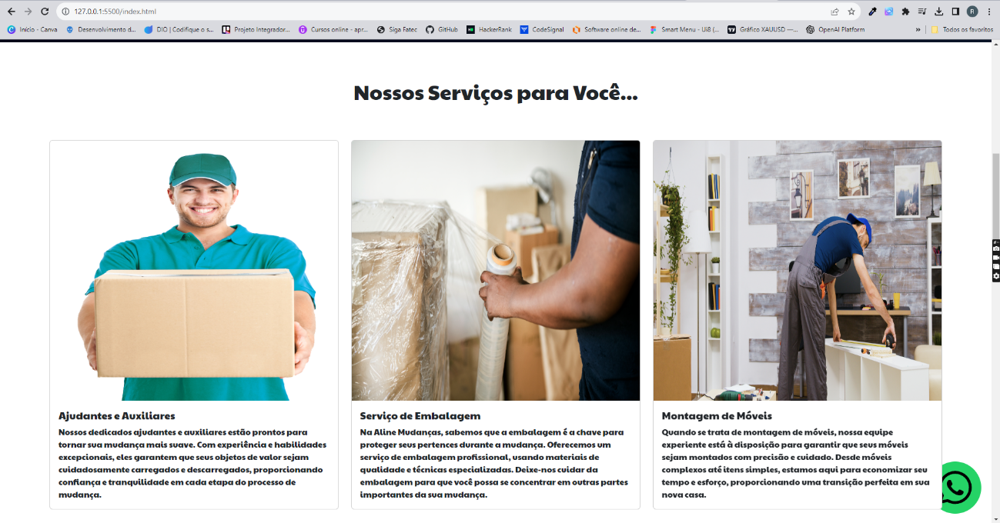 127.0.0.1:5500/index.html
Início - Canva
Desenvolvimento d...
DIO | Codifique o s...
Projeto Integrador...
Cursos online - apr...
Siga Fatec
GitHub
HackerRank
CodeSignal
Software online de...
Smart Menu - Ui8 (...
Gráfico XAUUSD —...
OpenAI Platform
»
Todos os favoritos
R
Nossos Serviços para Você...
Ajudantes e Auxiliares
Nossos dedicados ajudantes e auxiliares estão prontos para
tornar sua mudança mais suave. Com experiência e habilidades
excepcionais, eles garantem que seus objetos de valor sejam
cuidadosamente carregados e descarregados, proporcionando
confiança e tranquilidade em cada etapa do processo de
mudança.
Serviço de Embalagem
Na Aline Mudanças, sabemos que a embalagem é a chave para
proteger seus pertences durante a mudança. Oferecemos um
serviço de embalagem profissional, usando materiais de
qualidade e técnicas especializadas. Deixe-nos cuidar da
embalagem para que você possa se concentrar em outras partes
importantes da sua mudança.
Montagem de Móveis
Quando se trata de montagem de móveis, nossa equipe
experiente está à disposição para garantir que seus móveis
sejam montados com precisão e cuidado. Desde móveis
complexos até itens simples, estamos aqui para economizar seu
tempo e esforço, proporcionando uma transição perfeita em sua
nova casa.